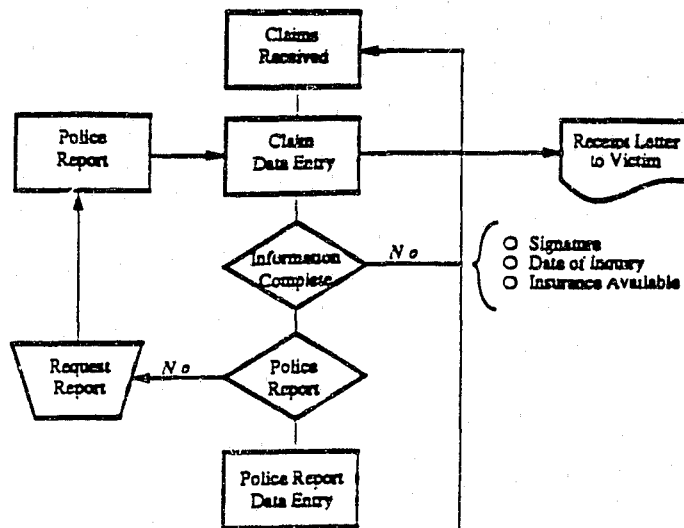 Claims
Received
Police
Report
Claim
Data Entry
Receipt Letter
to Victim
Information
Complete
No
Signature
Date of Inquiry
Insurance Available
Request
Report
No
Police
Report
Police Report
Data Entry